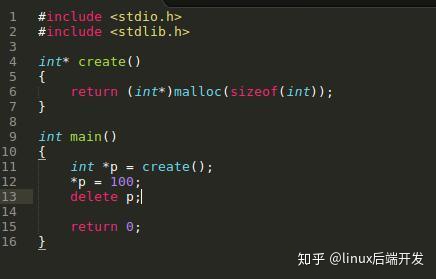 1 #include <stdio.h>
2 #include <stdlib.h>
3
4 int* create()
5 {
6     return (int*)malloc(sizeof(int));
7 }
8
9 int main()
10 {
11     int *p = create();
12     *p = 100;
13     delete p;
14
15     return 0;
16 }
知乎 @linux后端开发